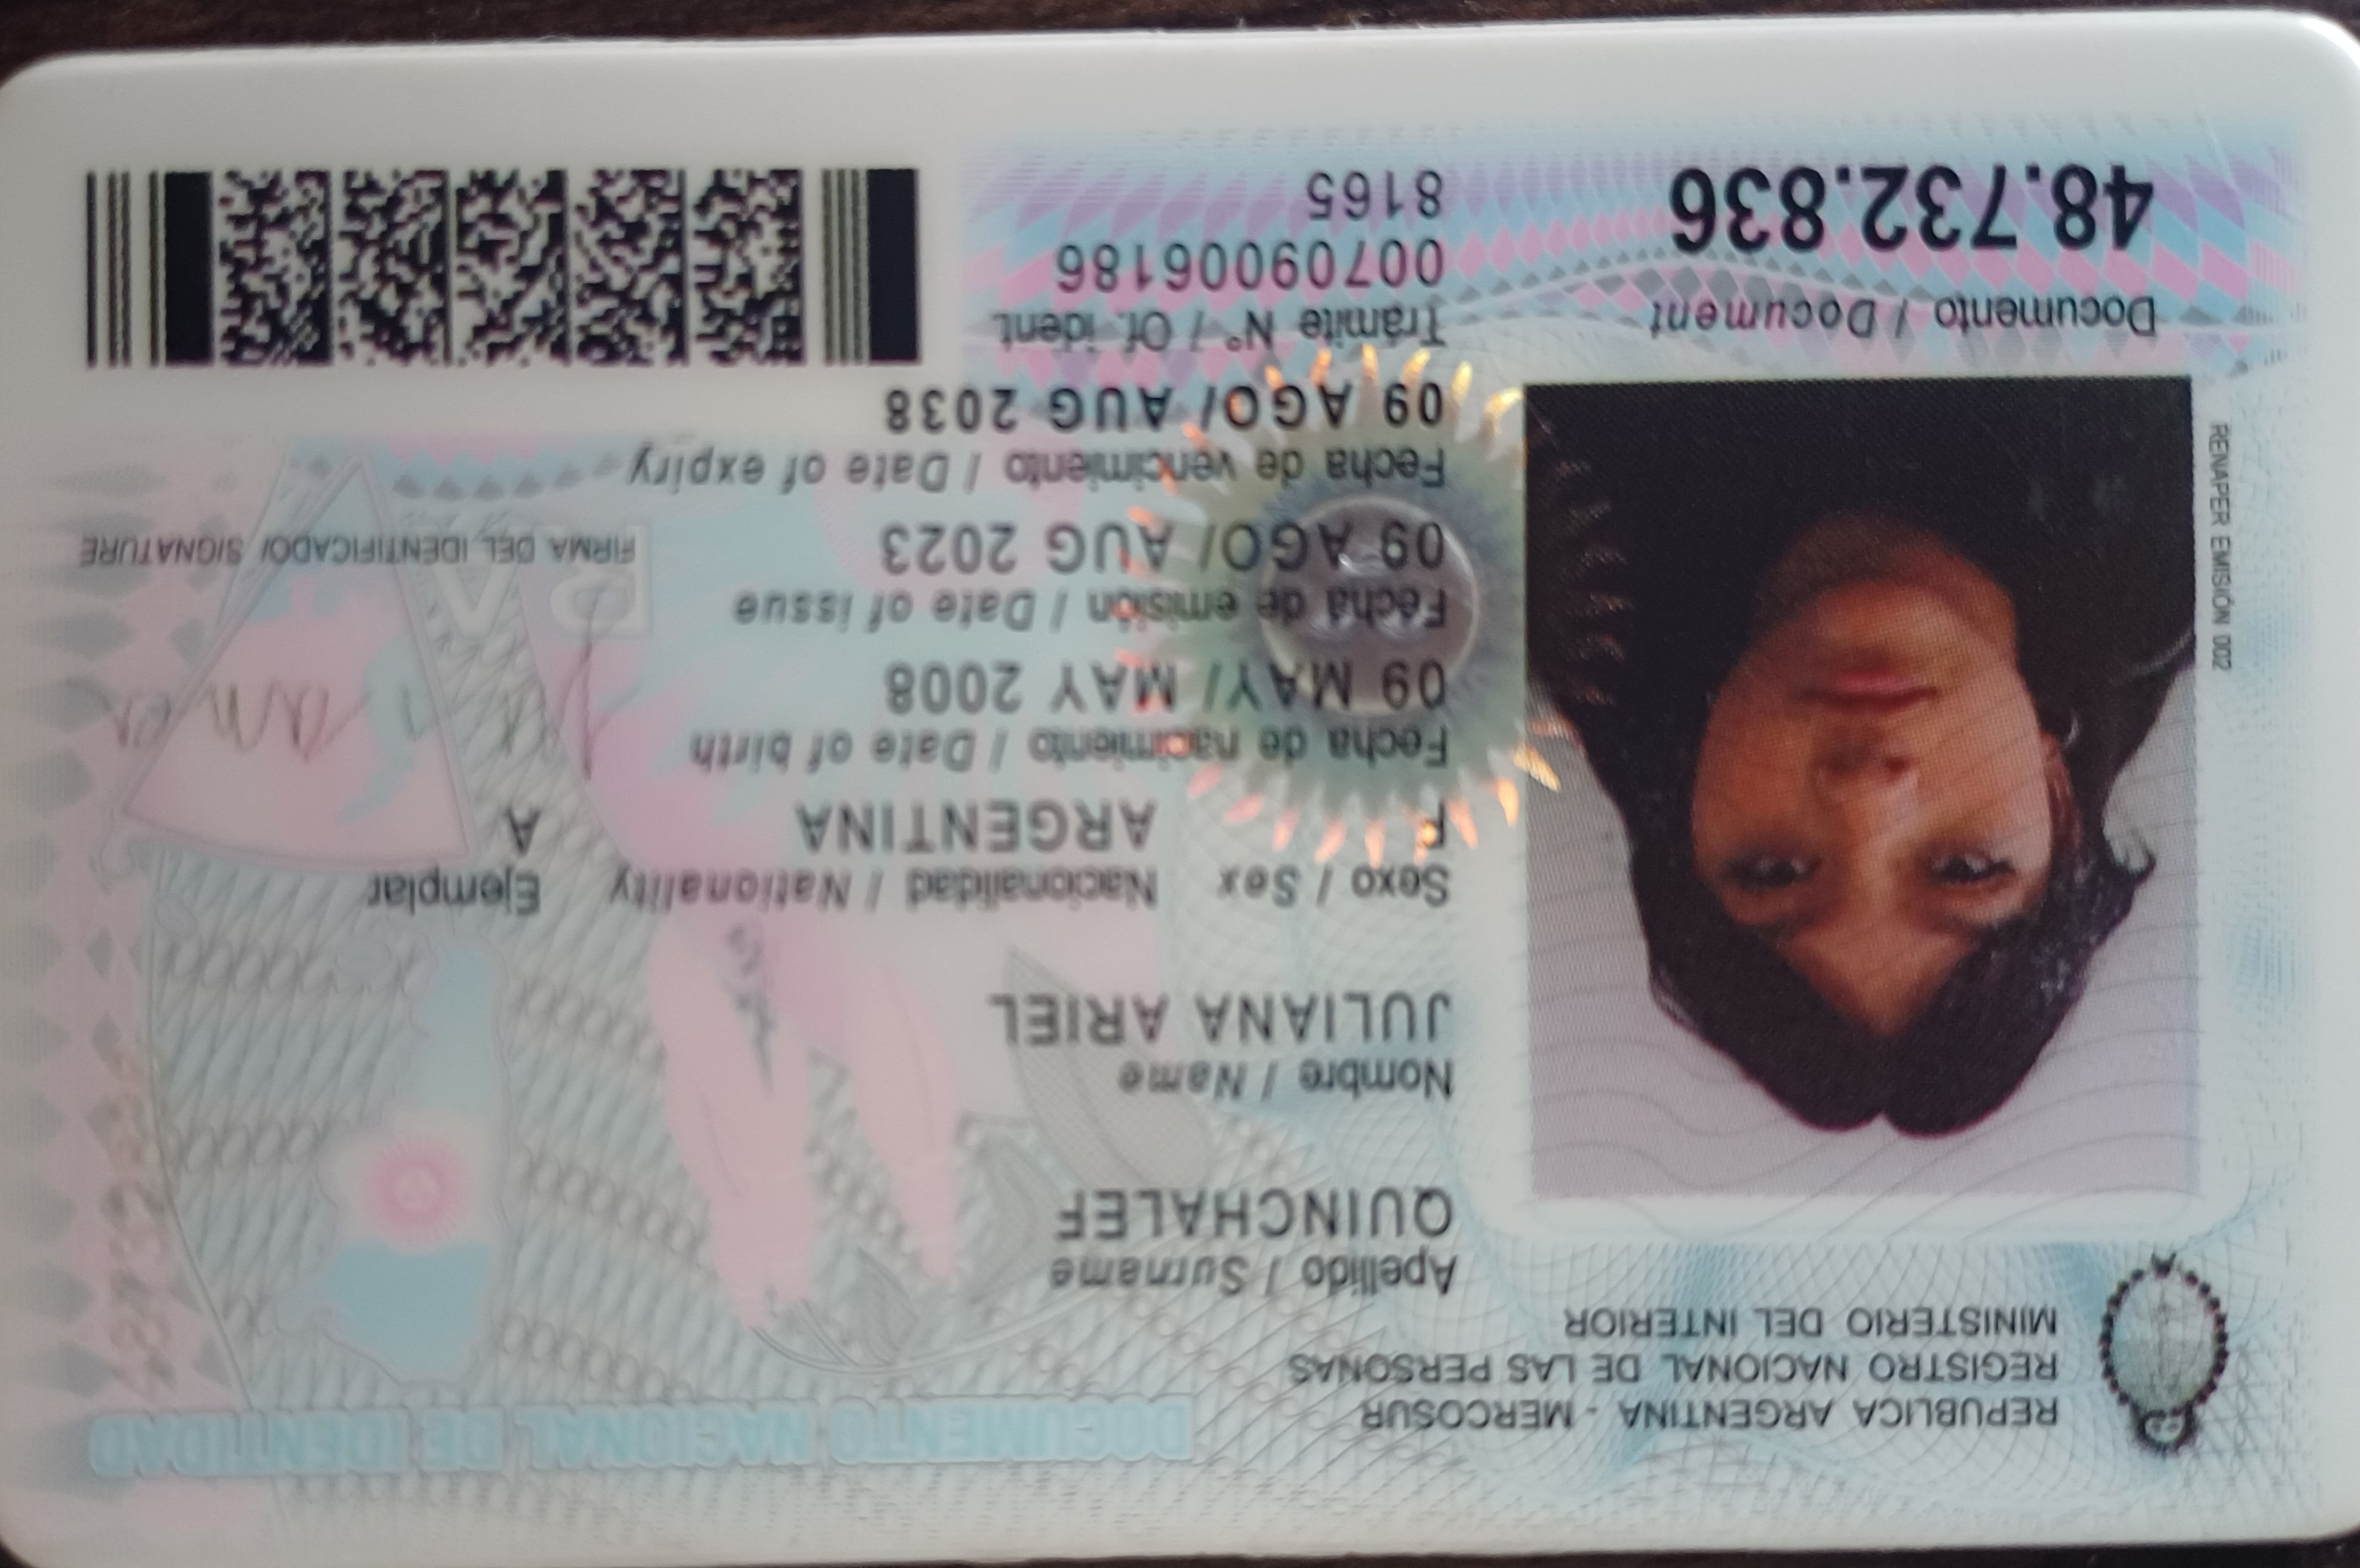 REPUBLICA ARGENTINA - MERCOSUR
REGISTRO NACIONAL DE LAS PERSONAS
MINISTERIO DEL INTERIOR
DOCUMENTO NACIONAL DE IDENTIDAD
Apellido / Surname
QUINCHALEF
Nombre / Name
JULIANA ARIEL
Sexo / Sex Nacionalidad / Nationality Ejemplar
F ARGENTINA A
Fecha de nacimiento / Date of birth
09 MAY/ MAY 2008
Fecha de emisión / Date of issue
09 AGO/ AUG 2023
FIRMA DEL IDENTIFICADO/ SIGNATURE
Fecha de vencimiento / Date of expiry
09 AGO/ AUG 2038
Documento / Document
48.732.836
Trámite Nº / Of. ident.
00709006186
8165
RENAPER EMISIÓN 002